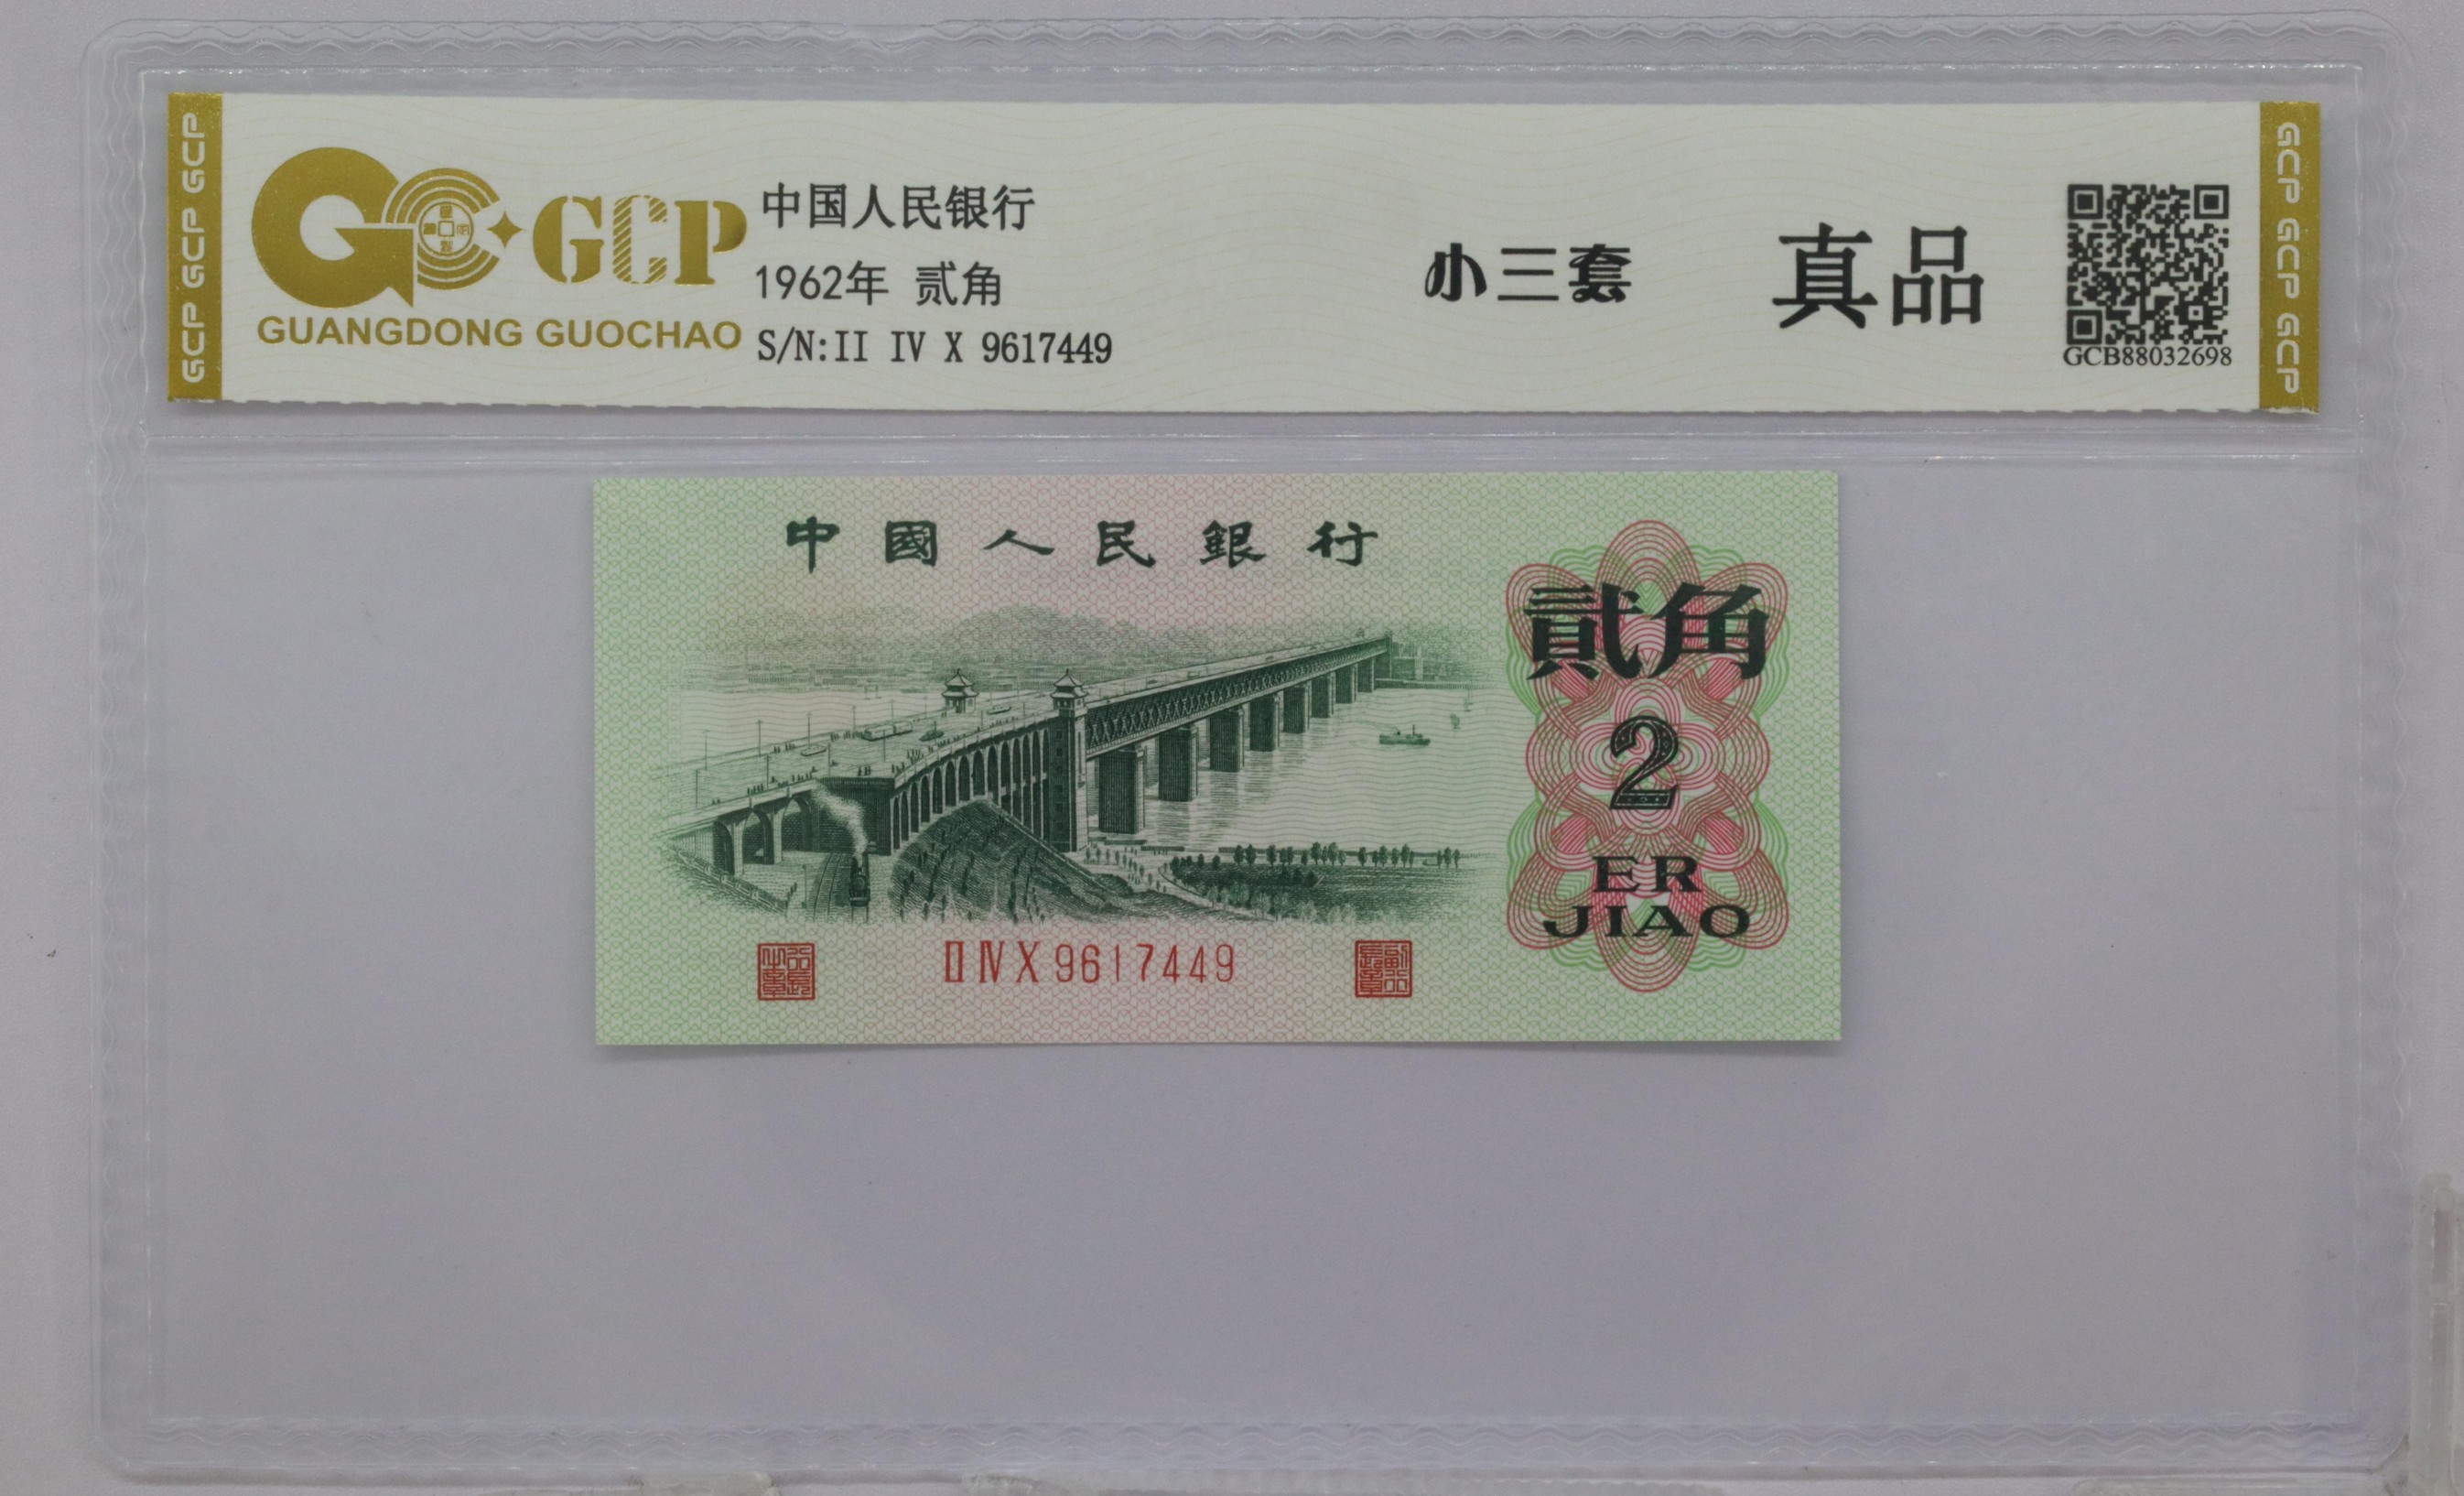 GCP GCP GCP
GCP
GUANGDONG GUOCHAO
中国人民银行
1962年 贰角
S/N:II IV X 9617449
小三套
真品
GCB88032698
GCP GCP GCP
中國人民銀行
貳角
2
ER
JIAO
II IV X 9617449